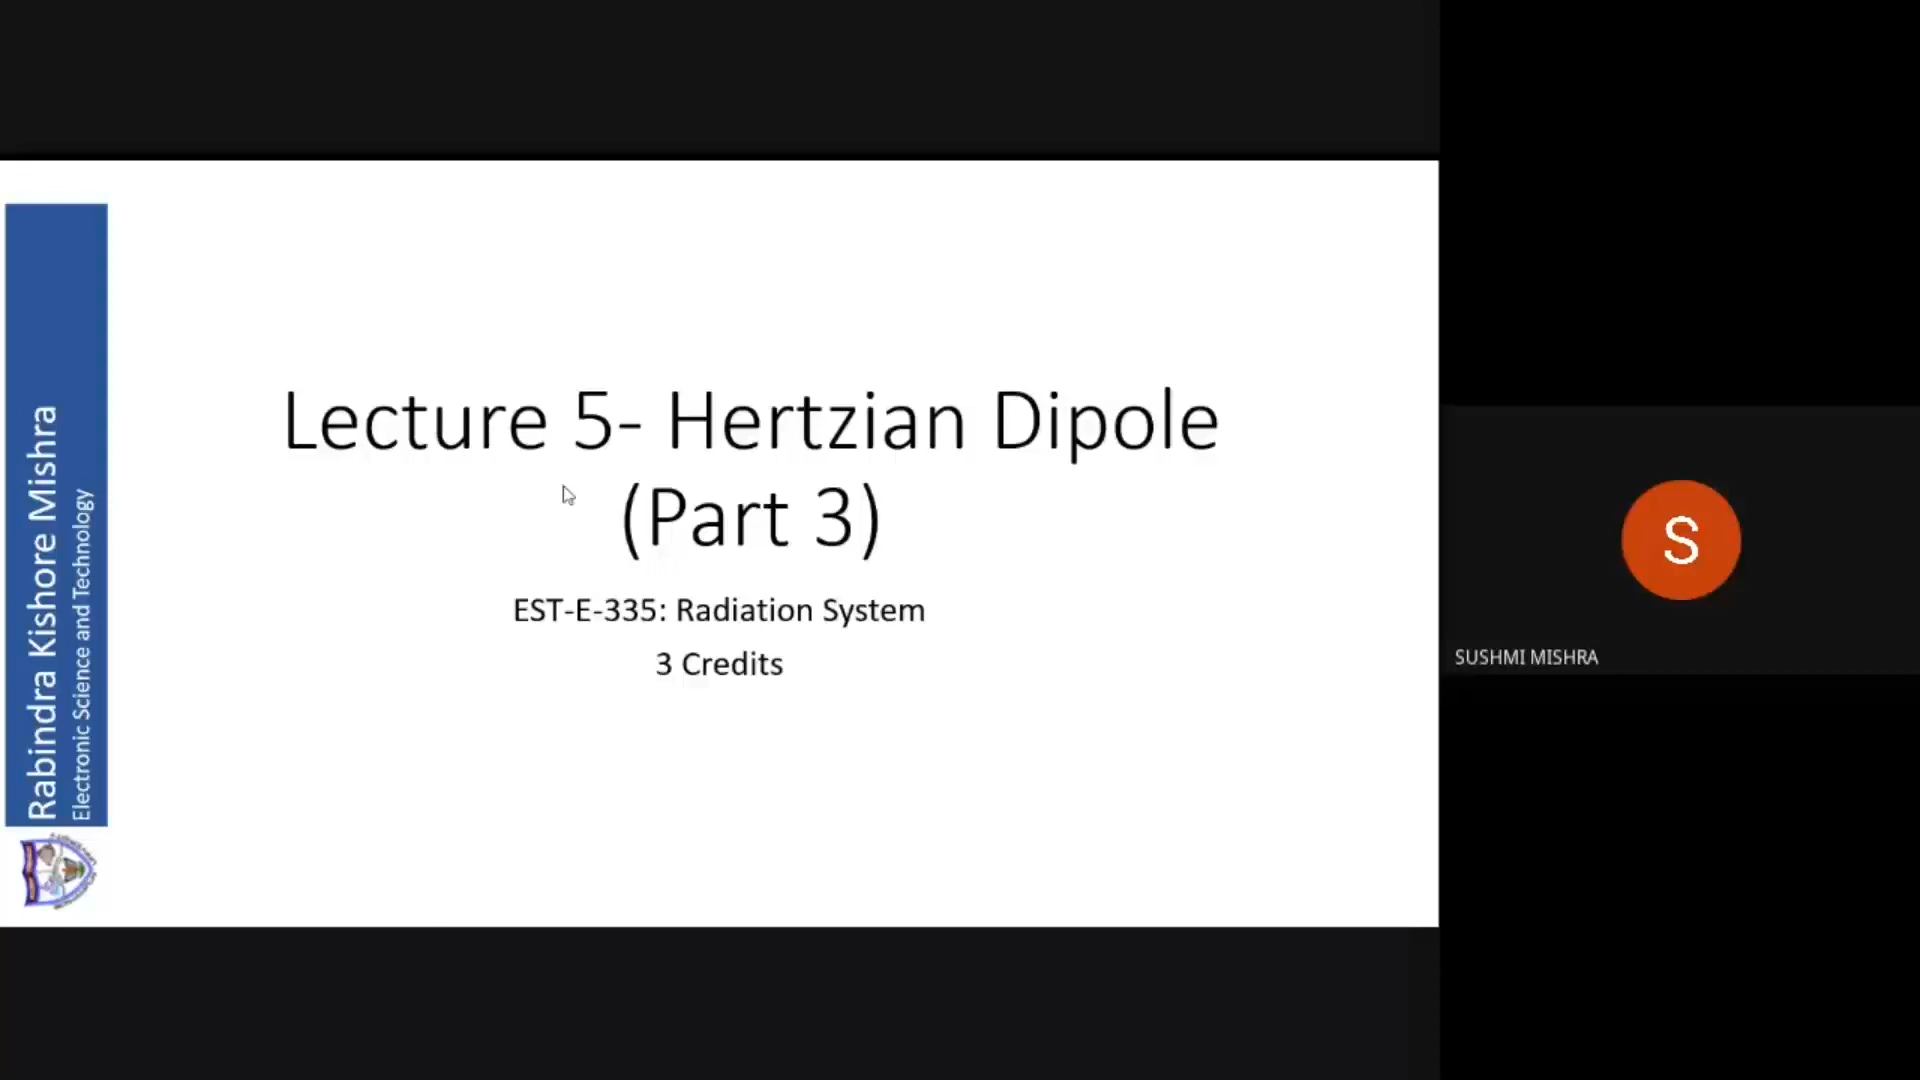 Lecture 5- Hertzian Dipole
(Part 3)
EST-E-335: Radiation System
3 Credits
Rabindra Kishore Mishra
Electronic Science and Technology
S
SUSHMI MISHRA